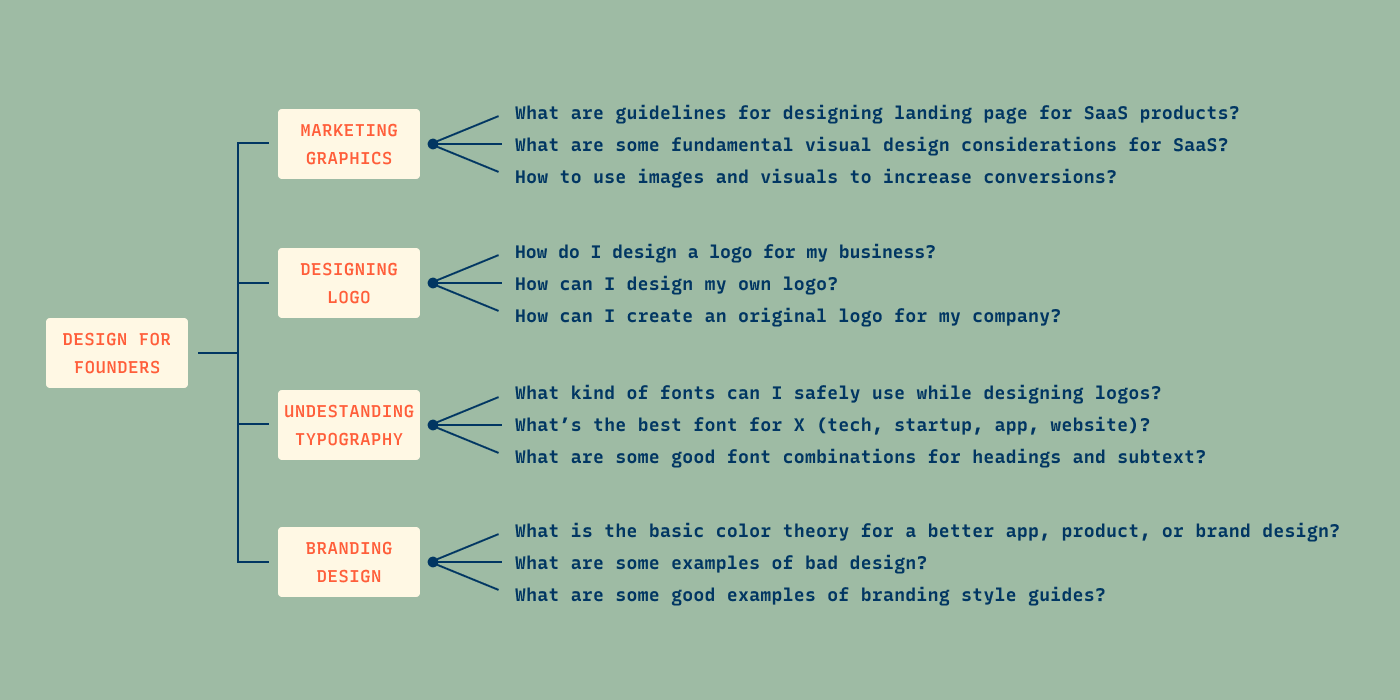 DESIGN FOR
FOUNDERS
MARKETING
GRAPHICS
What are guidelines for designing landing page for SaaS products?
What are some fundamental visual design considerations for SaaS?
How to use images and visuals to increase conversions?
DESIGNING
LOGO
How do I design a logo for my business?
How can I design my own logo?
How can I create an original logo for my company?
UNDESTANDING
TYPOGRAPHY
What kind of fonts can I safely use while designing logos?
What’s the best font for X (tech, startup, app, website)?
What are some good font combinations for headings and subtext?
BRANDING
DESIGN
What is the basic color theory for a better app, product, or brand design?
What are some examples of bad design?
What are some good examples of branding style guides?